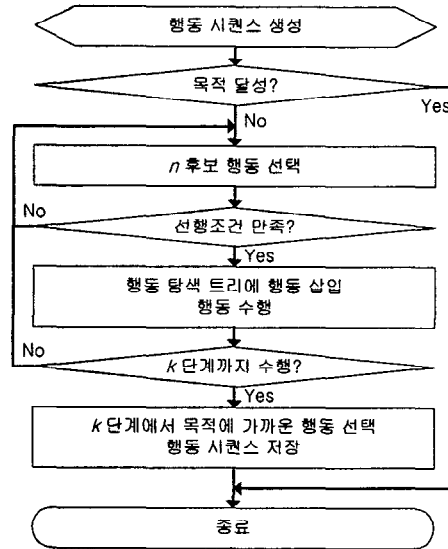 행동 시퀀스 생성
목적 달성?
Yes
No
n 후보 행동 선택
No
선행조건 만족?
Yes
행동 탐색 트리에 행동 삽입
행동 수행
No
k 단계까지 수행?
Yes
k 단계에서 목적에 가까운 행동 선택
행동 시퀀스 저장
종료